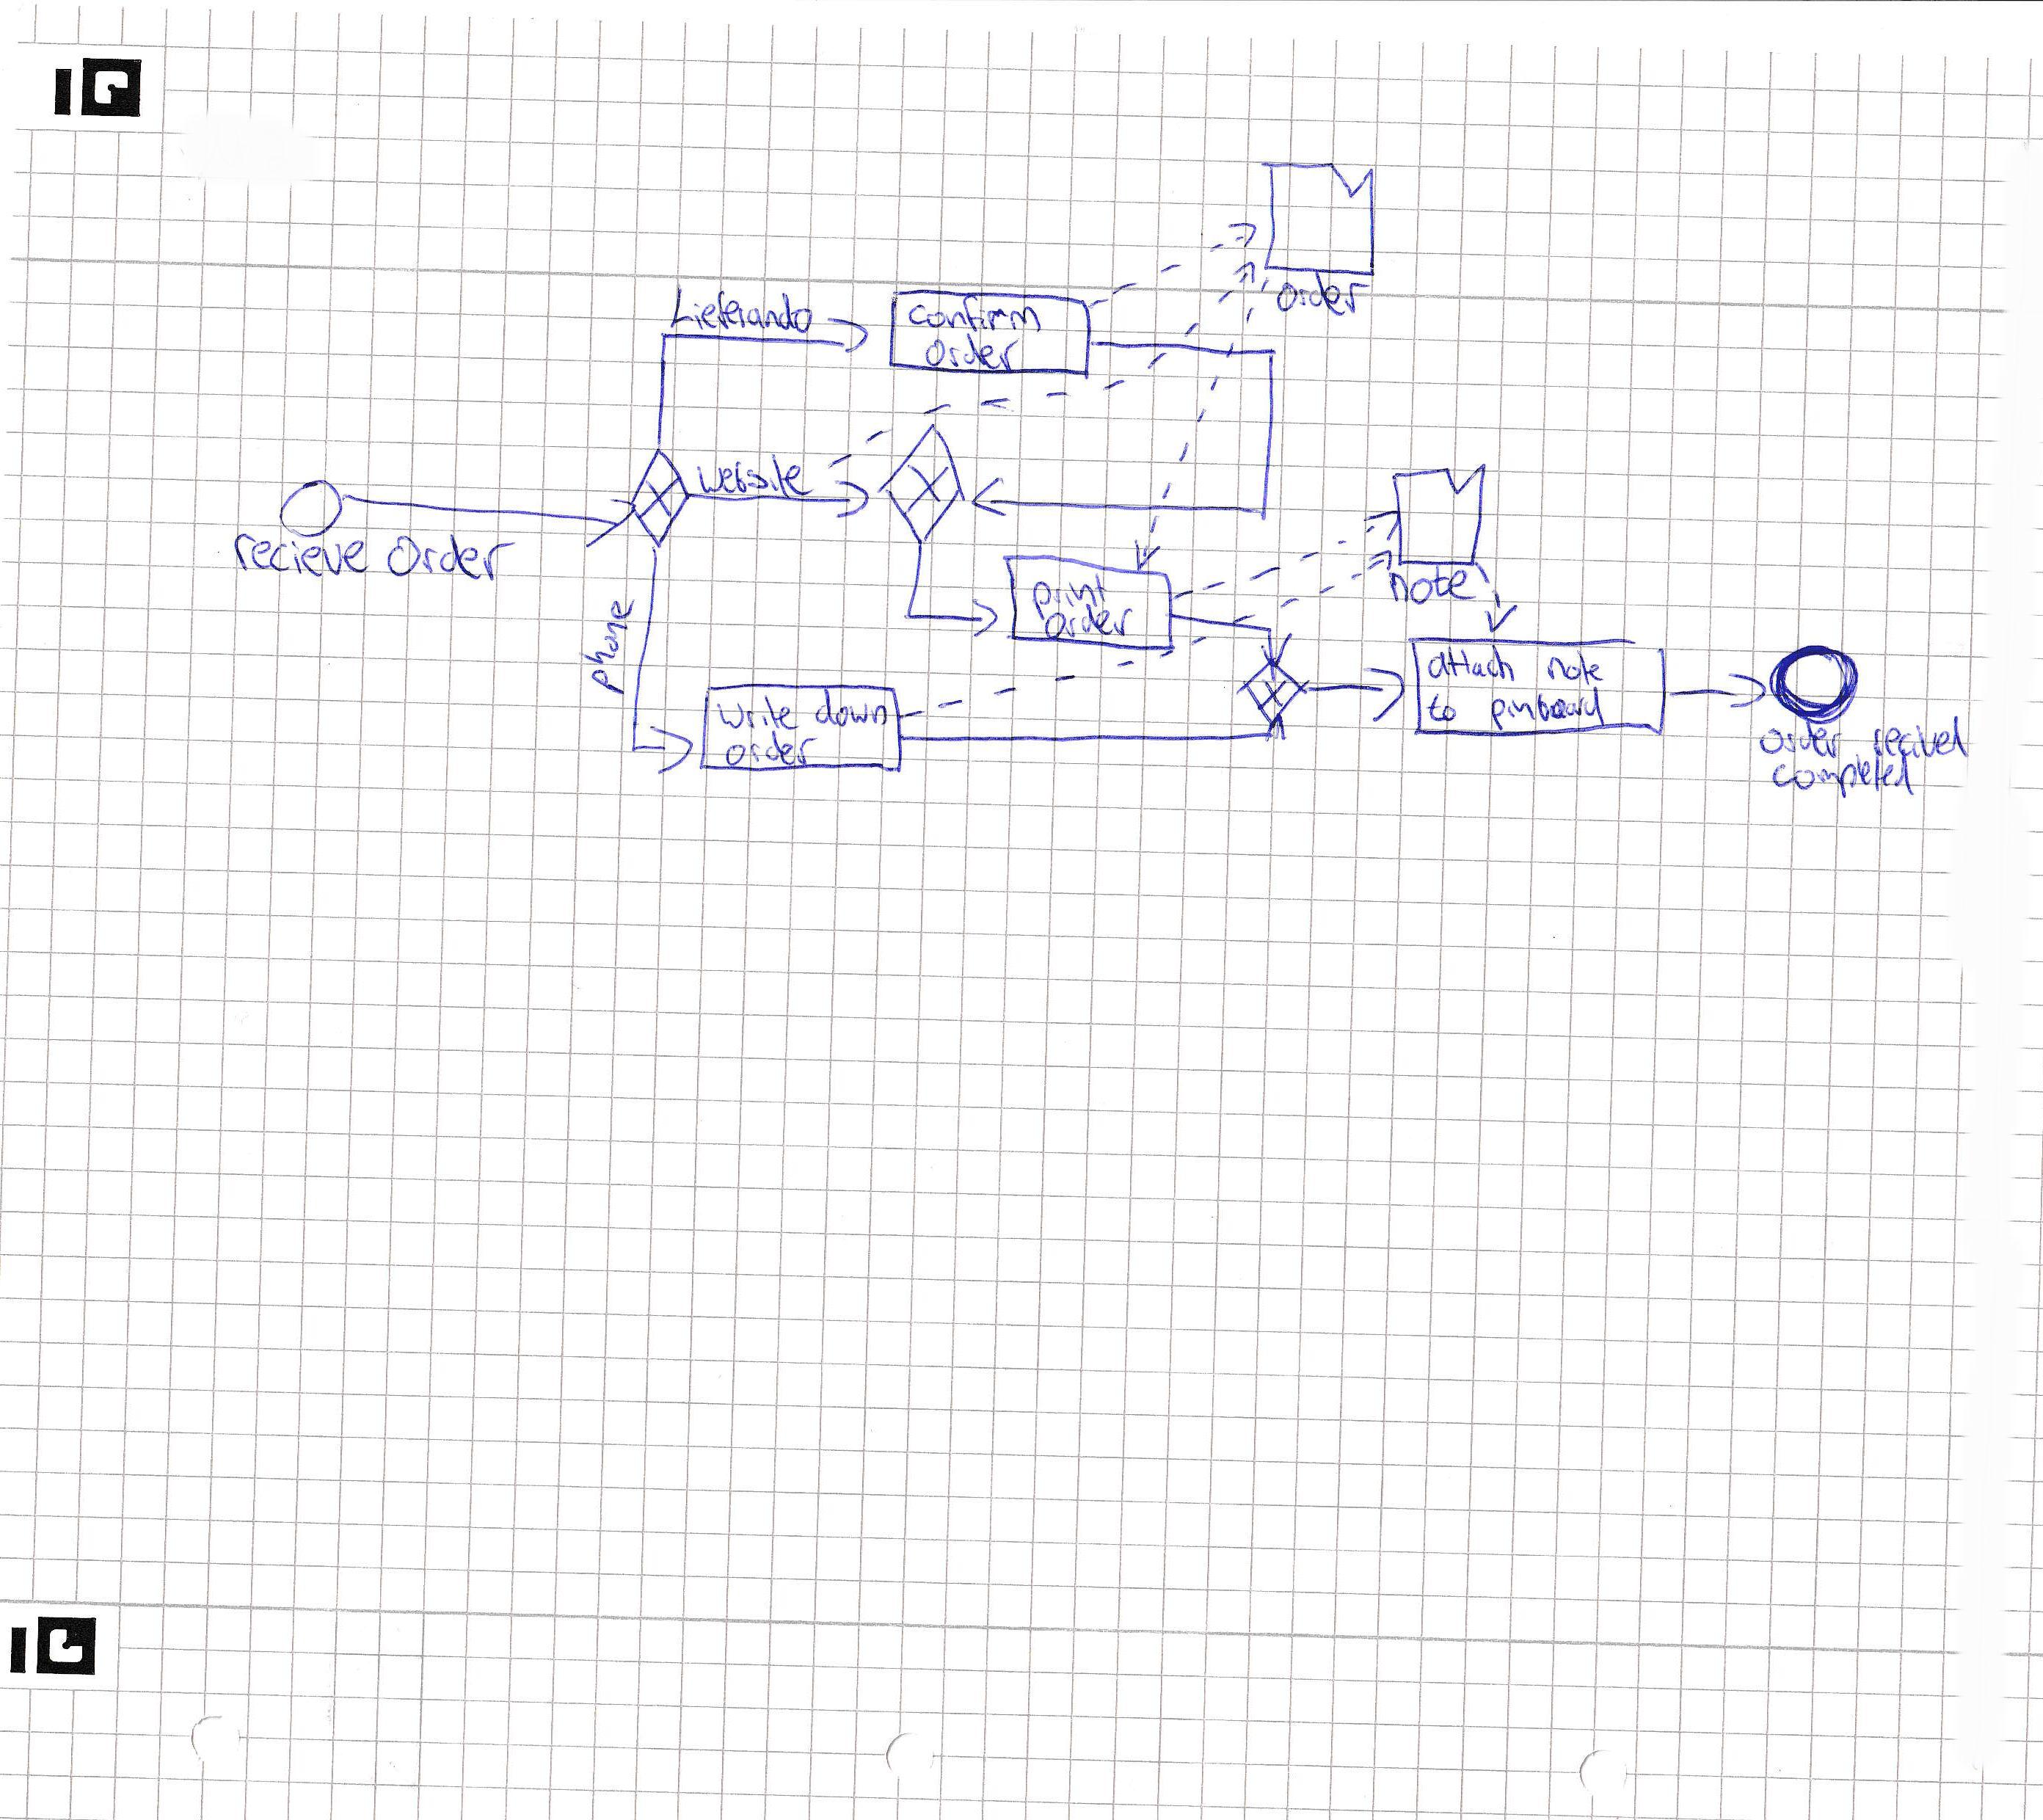 order
Lieferando
confirm
order
website
recieve order
print
order
note
phone
attach note
to pinboard
write down
order
order recivel
completed